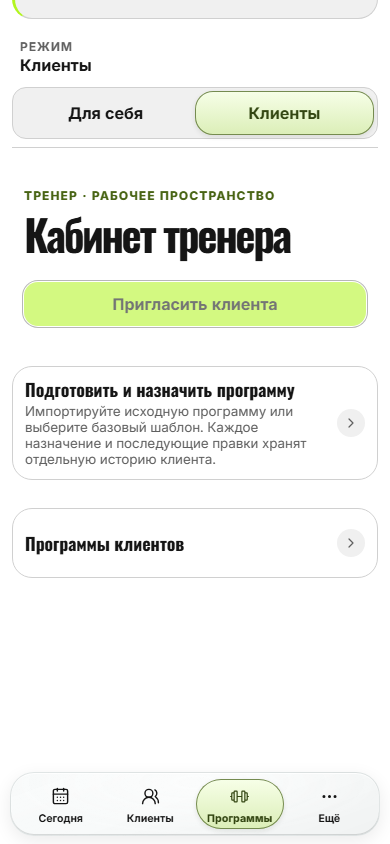 РЕЖИМ
Клиенты
Для себя
Клиенты
ТРЕНЕР · РАБОЧЕЕ ПРОСТРАНСТВО
Кабинет тренера
Пригласить клиента
Подготовить и назначить программу
Импортируйте исходную программу или
выберите базовый шаблон. Каждое
назначение и последующие правки хранят
отдельную историю клиента.
Программы клиентов
Сегодня
Клиенты
Программы
Ещё